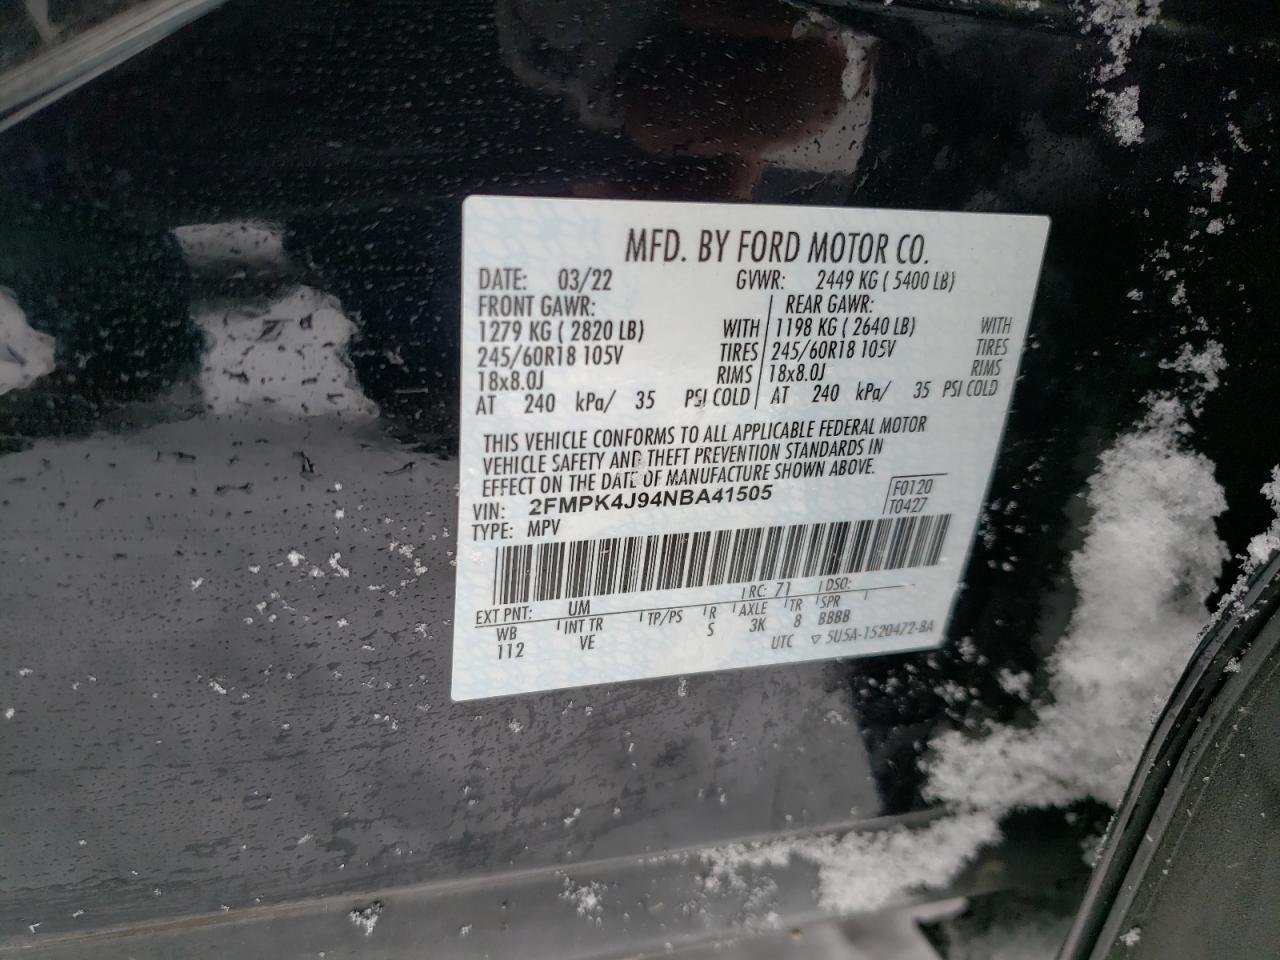 MFD. BY FORD MOTOR CO.
DATE: 03/22 GVWR: 2449 KG ( 5400 LB)
FRONT GAWR: REAR GAWR:
1279 KG ( 2820 LB) WITH 1198 KG ( 2640 LB) WITH
245/60R18 105V TIRES 245/60R18 105V TIRES
18x8.0J RIMS 18x8.0J RIMS
AT 240 kPa/ 35 PSI COLD AT 240 kPa/ 35 PSI COLD
THIS VEHICLE CONFORMS TO ALL APPLICABLE FEDERAL MOTOR
VEHICLE SAFETY AND THEFT PREVENTION STANDARDS IN
EFFECT ON THE DATE OF MANUFACTURE SHOWN ABOVE.
VIN: 2FMPK4J94NBA41505 F0120
TYPE: MPV T0427
EXT PNT: UM RC: 71 DSO:
WB INT TR TP/PS R AXLE TR SPR
112 VE S 3K 8 BBBB
UTC ▽ 5U5A-1520472-BA